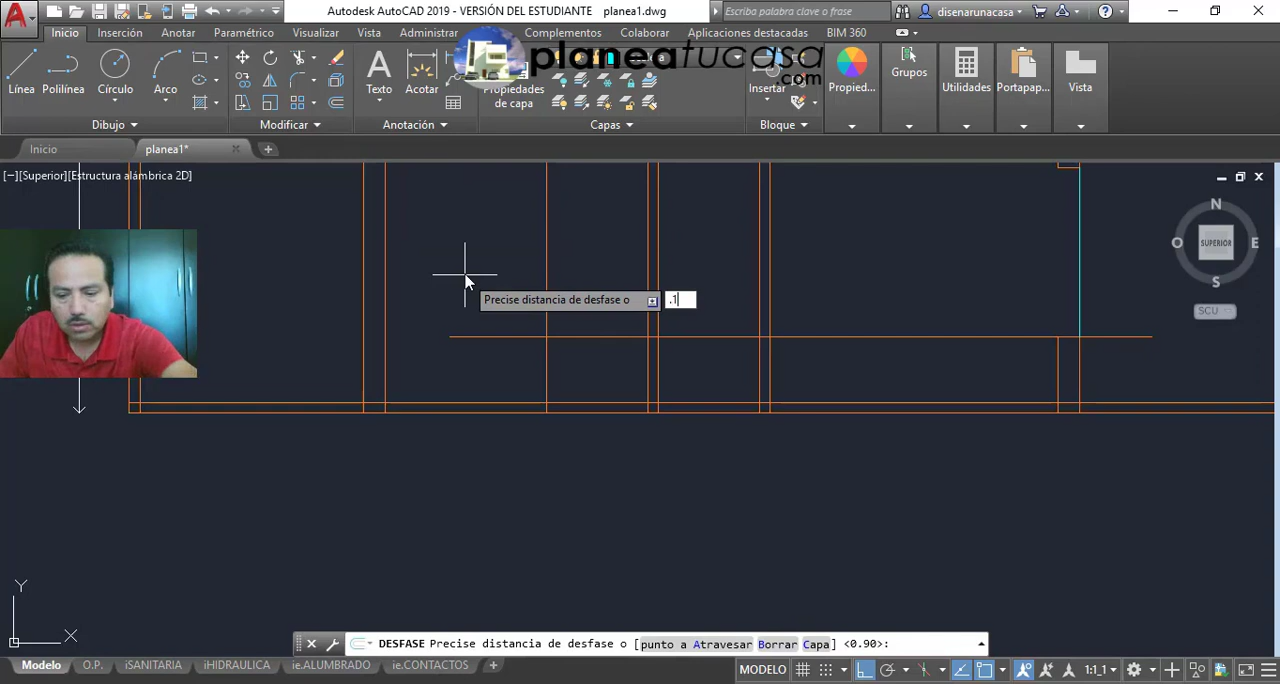 Autodesk AutoCAD 2019 - VERSIÓN DEL ESTUDIANTE planea1.dwg
Escriba palabra clave o frase
disenarunacasa
Inicio Inserción Anotar Paramétrico Visualizar Vista Administrar Complementos Colaborar Aplicaciones destacadas BIM 360
planeatucasa
.com
Línea Polilínea Círculo Arco Texto Acotar Propiedades de capa Insertar Propied... Grupos Utilidades Portapap... Vista
Dibujo Modificar Anotación Capas Bloque
Inicio planea1*
[−][Superior][Estructura alámbrica 2D]
N
O SUPERIOR E
S
SCU
Precise distancia de desfase o .1
Y
X
DESFASE Precise distancia de desfase o [punto a Atravesar Borrar Capa] <0.90>:
Modelo O.P. iSANITARIA iHIDRAULICA ie.ALUMBRADO ie.CONTACTOS
MODELO 1:1_1